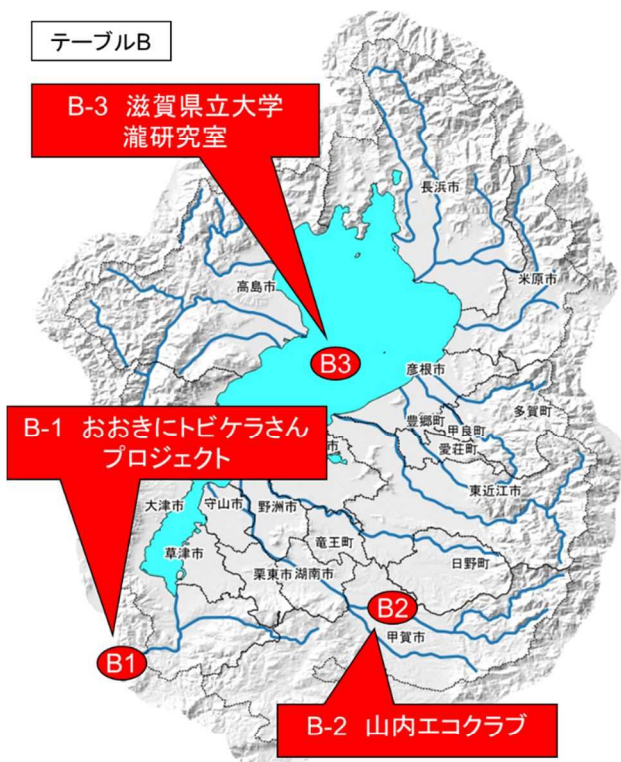 テーブルB
B-3 滋賀県立大学
瀧研究室
長浜市
高島市
米原市
B3
彦根市
多賀町
豊郷町
甲良町
愛荘町
B-1 おおきにトビケラさん
プロジェクト
市
東近江市
大津市
守山市
野洲市
草津市
竜王町
日野町
栗東市
湖南市
B2
甲賀市
B1
B-2 山内エコクラブ